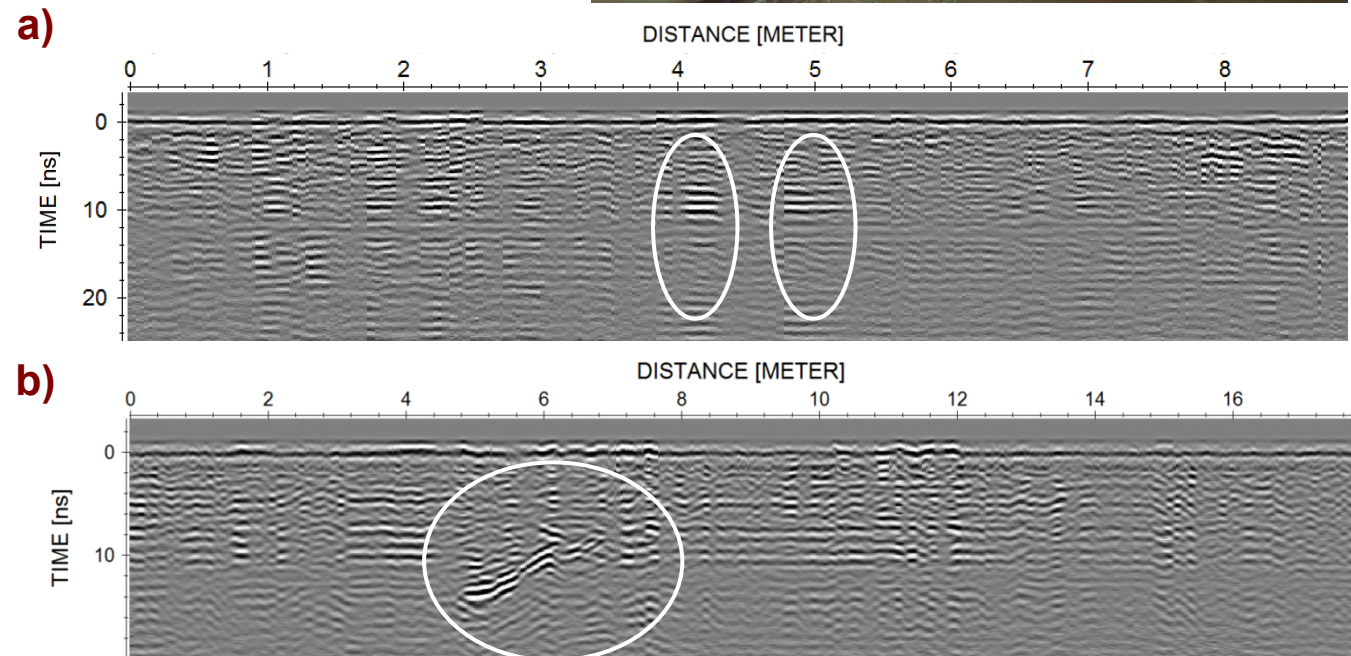 a)
DISTANCE [METER]
0 1 2 3 4 5 6 7 8
TIME [ns]
0
10
20
b)
DISTANCE [METER]
0 2 4 6 8 10 12 14 16
TIME [ns]
0
10